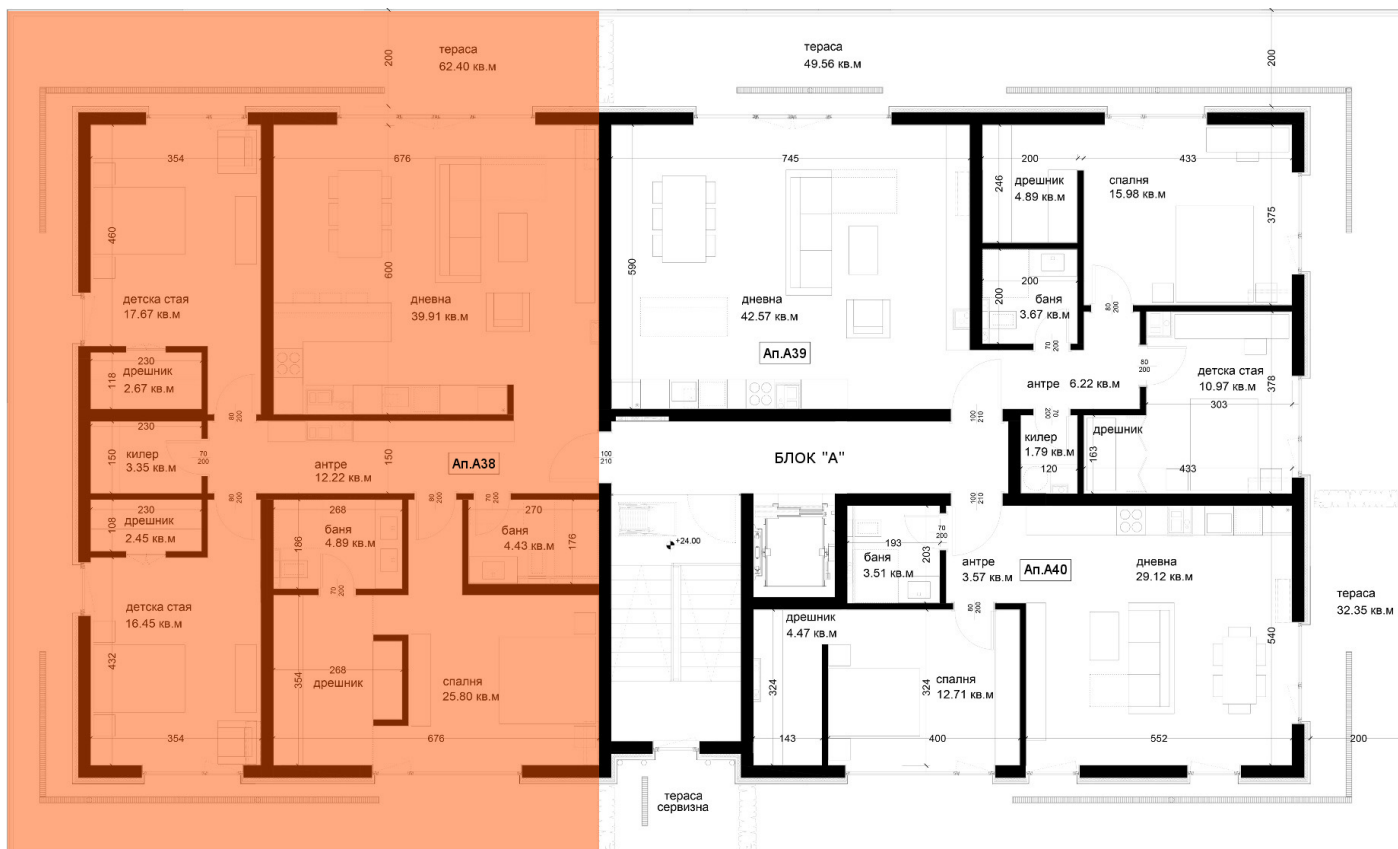 тераса
62.40 кв.м
200
354
676
460
600
детска стая
17.67 кв.м
дневна
39.91 кв.м
230
дрешник
2.67 кв.м
118
80
200
230
килер
3.35 кв.м
150
70
200
антре
12.22 кв.м
150
Ап.А38
100
210
80
200
80
200
70
200
230
дрешник
2.45 кв.м
108
268
баня
4.89 кв.м
186
270
баня
4.43 кв.м
176
70
200
детска стая
16.45 кв.м
432
354
268
дрешник
354
спалня
25.80 кв.м
676
тераса
49.56 кв.м
200
745
590
дневна
42.57 кв.м
Ап.А39
200
дрешник
4.89 кв.м
246
433
спалня
15.98 кв.м
375
200
баня
3.67 кв.м
200
80
200
70
200
антре 6.22 кв.м
80
200
детска стая
10.97 кв.м
378
303
100
210
200
70
килер
1.79 кв.м
120
дрешник
163
433
БЛОК "А"
+24.00
100
210
193
баня
3.51 кв.м
203
70
200
антре
3.57 кв.м
Ап.А40
дневна
29.12 кв.м
540
80
200
тераса
32.35 кв.м
дрешник
4.47 кв.м
324
143
324
спалня
12.71 кв.м
400
552
200
тераса
сервизна